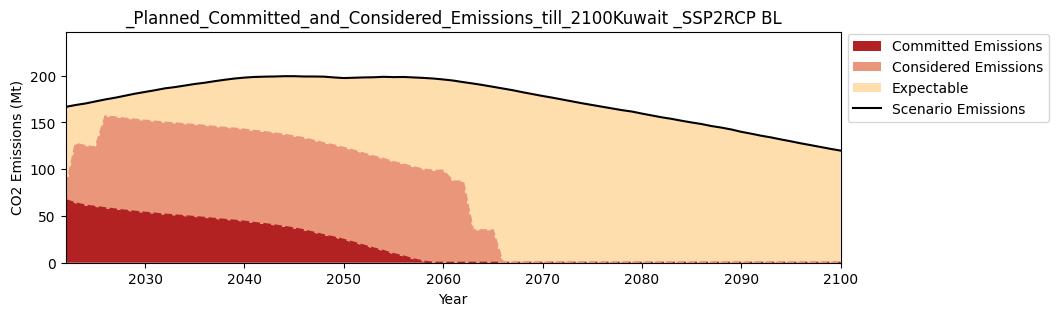 _Planned_Committed_and_Considered_Emissions_till_2100Kuwait _SSP2RCP BL
Committed Emissions
Considered Emissions
Expectable
Scenario Emissions
CO2 Emissions (Mt)
200
150
100
50
0
2030 2040 2050 2060 2070 2080 2090 2100
Year